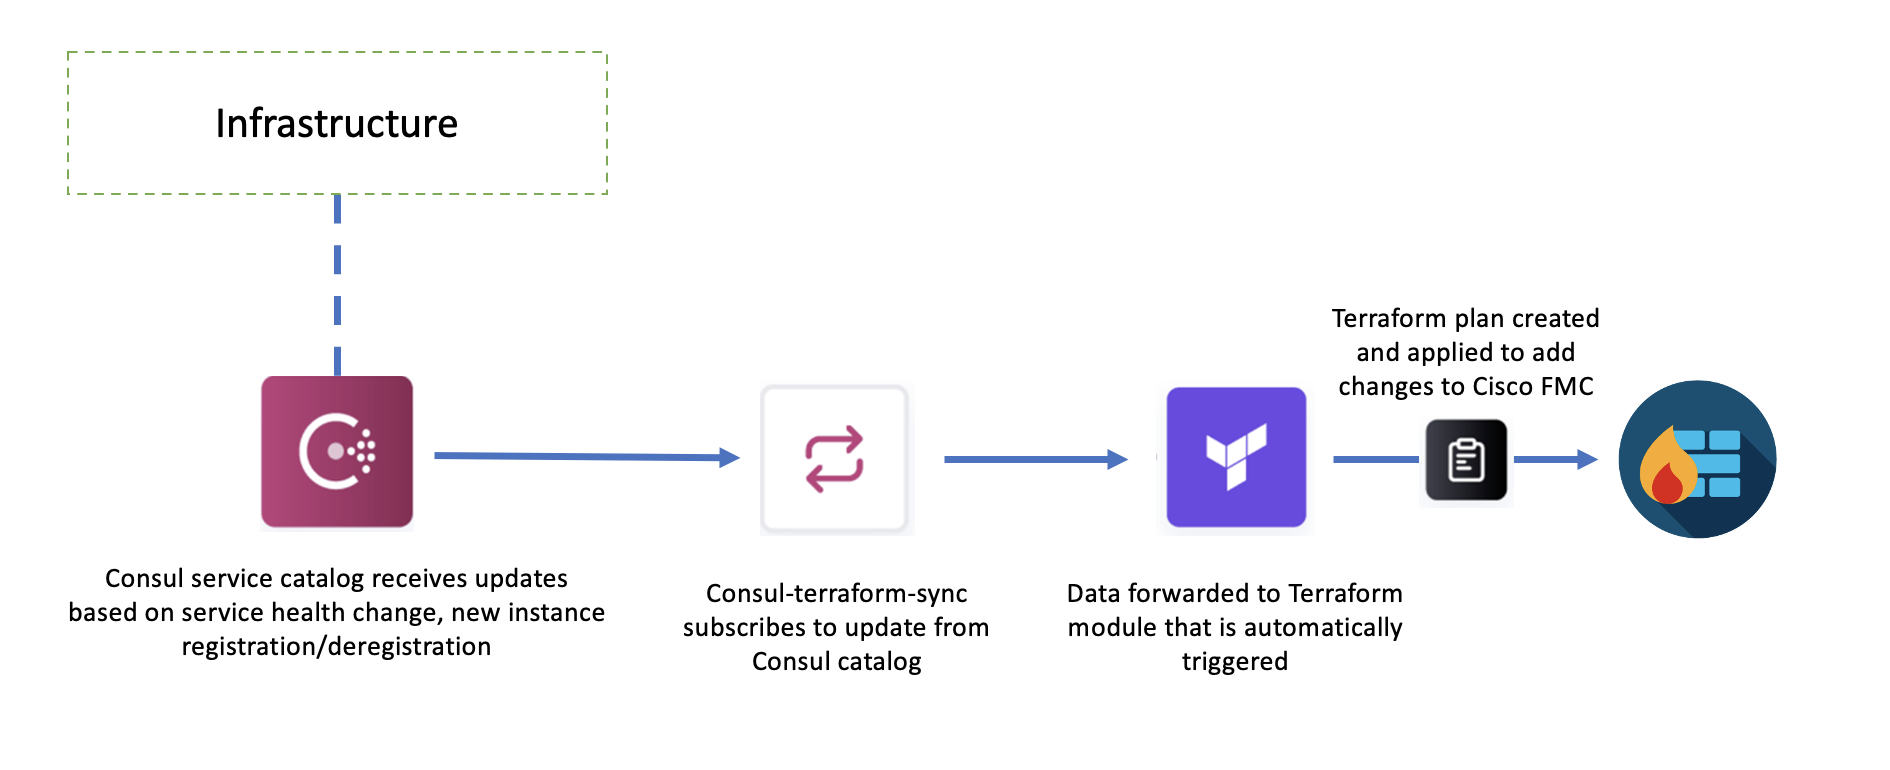 Infrastructure
Terraform plan created
and applied to add
changes to Cisco FMC
Consul service catalog receives updates
based on service health change, new instance
registration/deregistration
Consul-terraform-sync
subscribes to update from
Consul catalog
Data forwarded to Terraform
module that is automatically
triggered